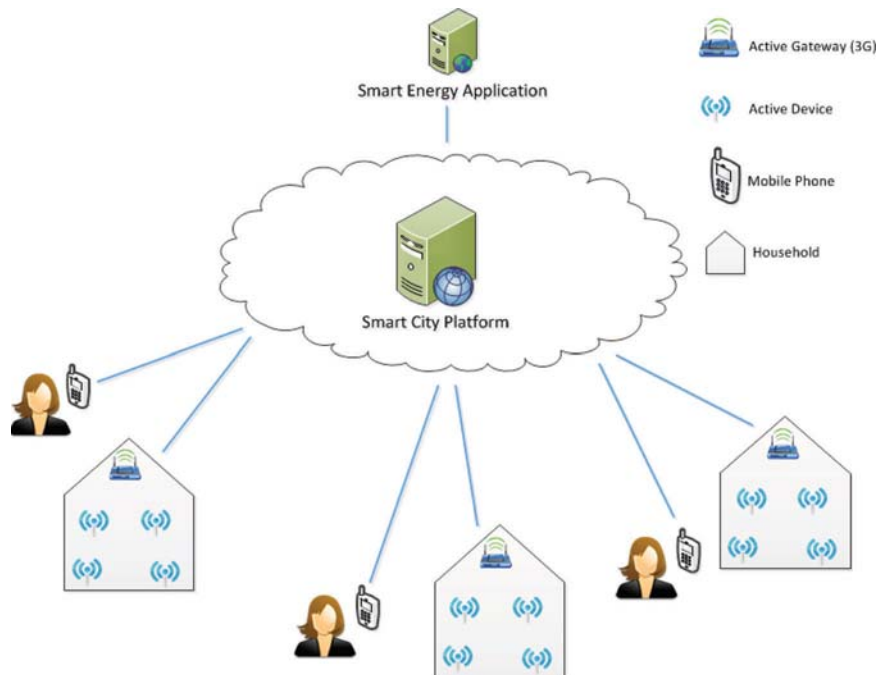 Smart Energy Application
Active Gateway (3G)
Active Device
Mobile Phone
Household
Smart City Platform